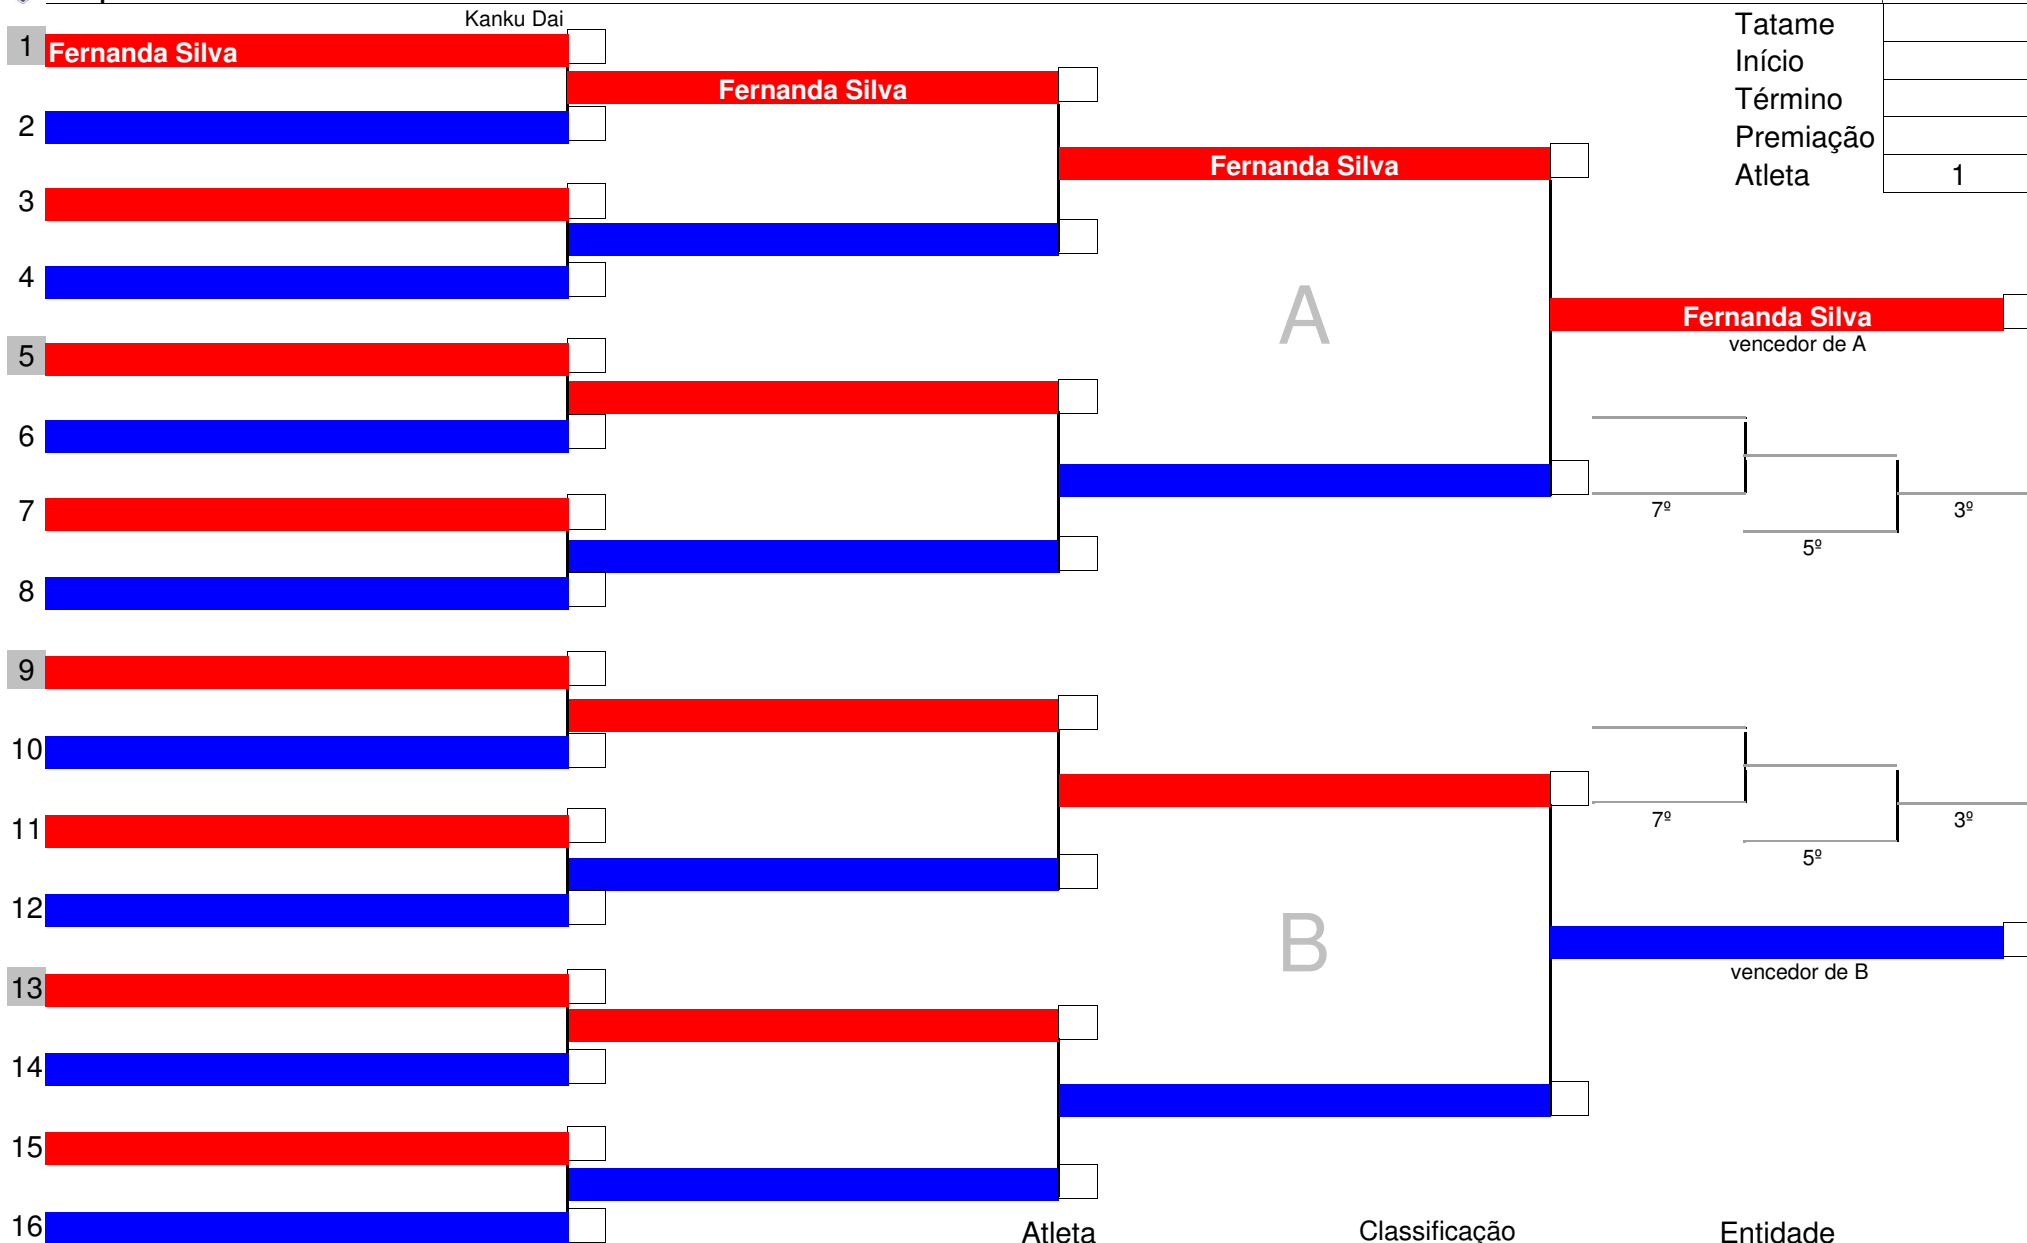 Kanku Dai
Tatame
1 Fernanda Silva
Início
Fernanda Silva
Término
2
Premiação
Fernanda Silva
Atleta 1
3
4
A
Fernanda Silva
vencedor de A
5
6
7
7º 3º
5º
8
9
10
11
7º 3º
5º
12
B
vencedor de B
13
14
15
16
Atleta Classificação Entidade